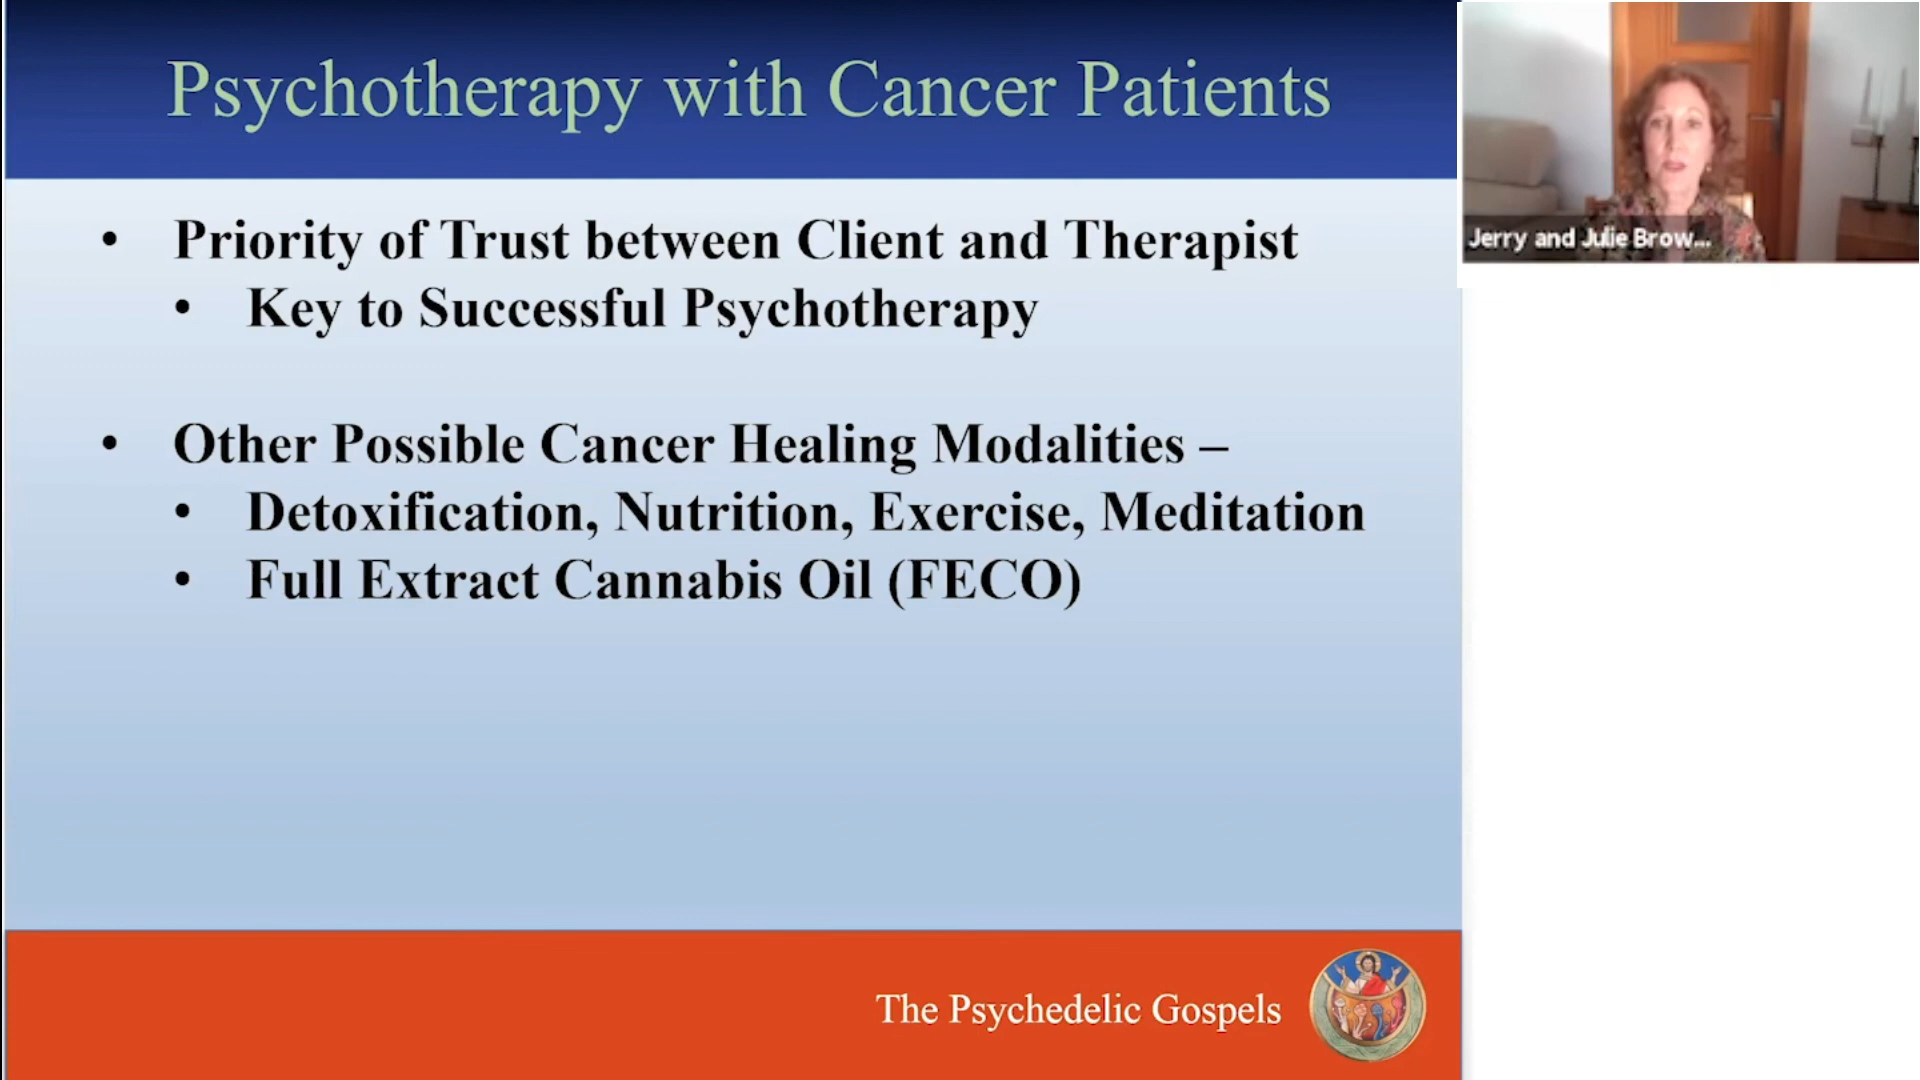 Psychotherapy with Cancer Patients
• Priority of Trust between Client and Therapist
• Key to Successful Psychotherapy
• Other Possible Cancer Healing Modalities –
• Detoxification, Nutrition, Exercise, Meditation
• Full Extract Cannabis Oil (FECO)
The Psychedelic Gospels
Jerry and Julie Brow...